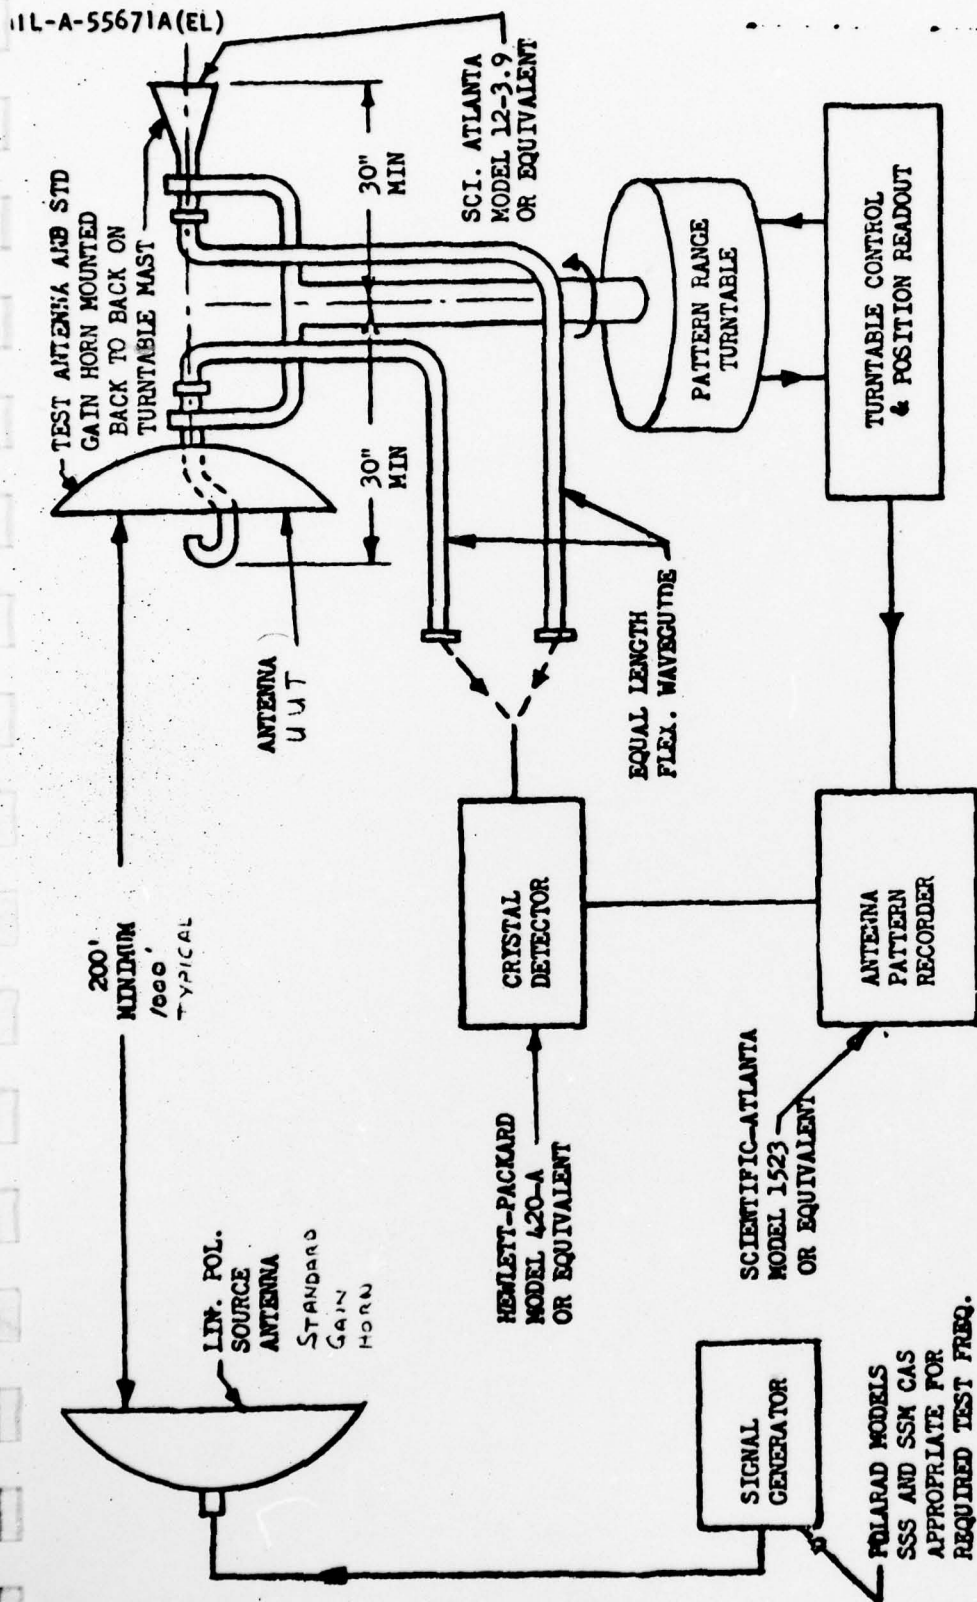 11L-A-55671A(EL)
TEST ANTENNA AND STD
GAIN HORN MOUNTED
BACK TO BACK ON
TURNTABLE MAST
SCI. ATLANTA
MODEL 12-3.9
OR EQUIVALENT
30"
MIN
30"
MIN
200'
MINIMUM
1000'
TYPICAL
ANTENNA
UUT
LIN. POL.
SOURCE
ANTENNA
STANDARD
GAIN
HORN
EQUAL LENGTH
FLEX. WAVEGUIDE
PATTERN RANGE
TURNTABLE
TURNTABLE CONTROL
& POSITION READOUT
CRYSTAL
DETECTOR
HEWLETT-PACKARD
MODEL 420-A
OR EQUIVALENT
ANTENNA
PATTERN
RECORDER
SCIENTIFIC-ATLANTA
MODEL 1523
OR EQUIVALENT
SIGNAL
GENERATOR
POLARAD MODELS
SSS AND SSM CAS
APPROPRIATE FOR
REQUIRED TEST FREQ.